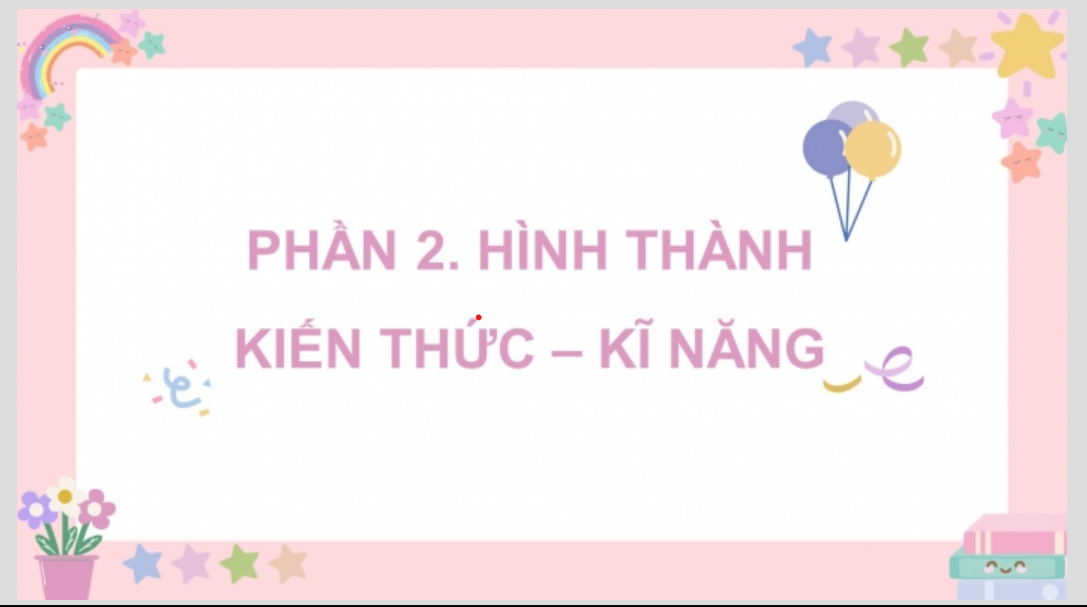 PHẦN 2. HÌNH THÀNH
KIẾN THỨC – KĨ NĂNG